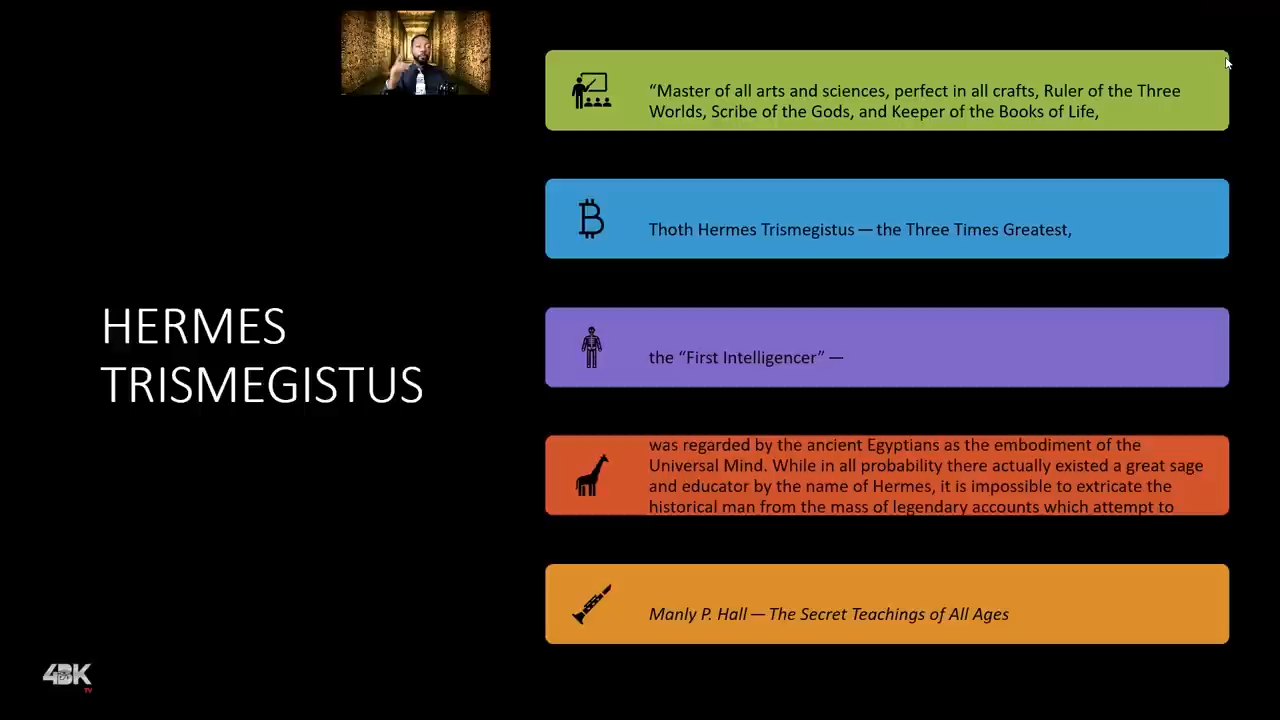 “Master of all arts and sciences, perfect in all crafts, Ruler of the Three
Worlds, Scribe of the Gods, and Keeper of the Books of Life,
Thoth Hermes Trismegistus — the Three Times Greatest,
HERMES
TRISMEGISTUS
the “First Intelligencer” —
was regarded by the ancient Egyptians as the embodiment of the
Universal Mind. While in all probability there actually existed a great sage
and educator by the name of Hermes, it is impossible to extricate the
historical man from the mass of legendary accounts which attempt to
Manly P. Hall — The Secret Teachings of All Ages
4BK
TV